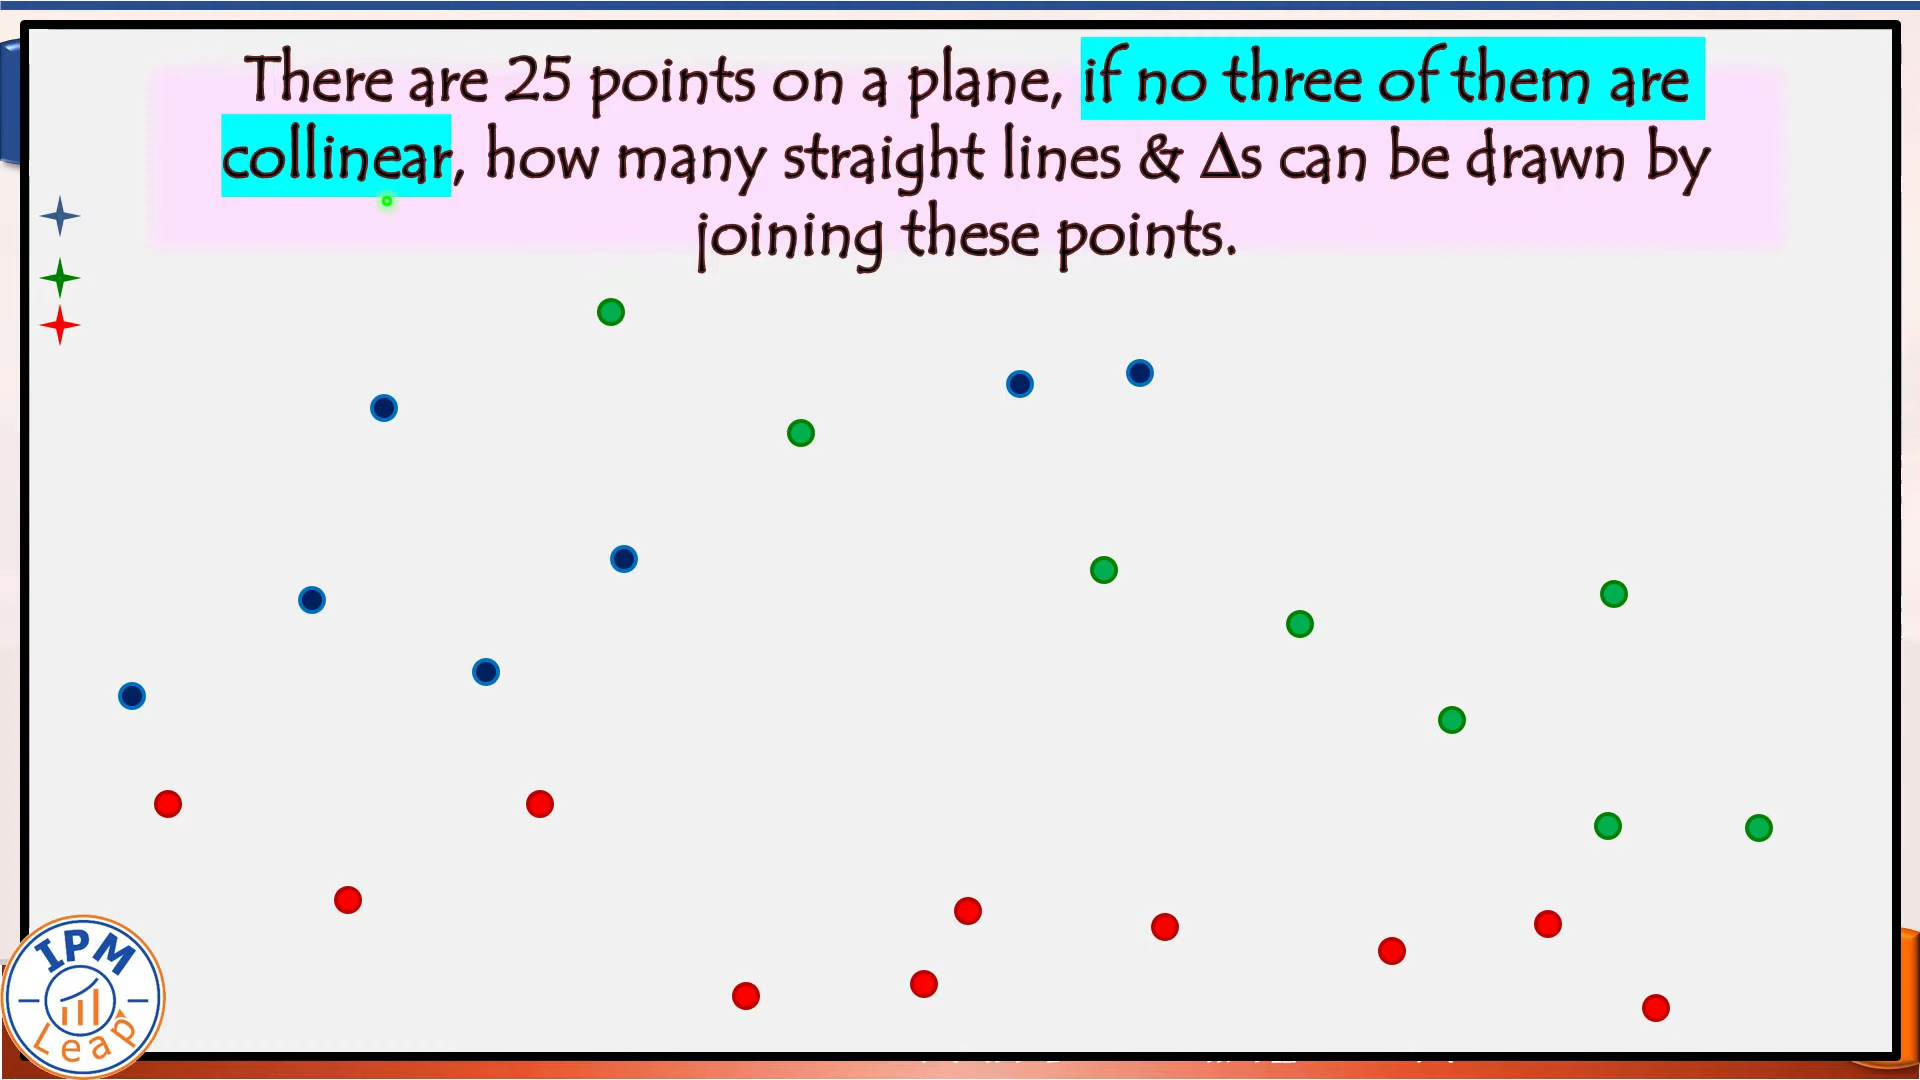 There are 25 points on a plane, if no three of them are
collinear, how many straight lines & Δs can be drawn by
joining these points.
IPM
Leap